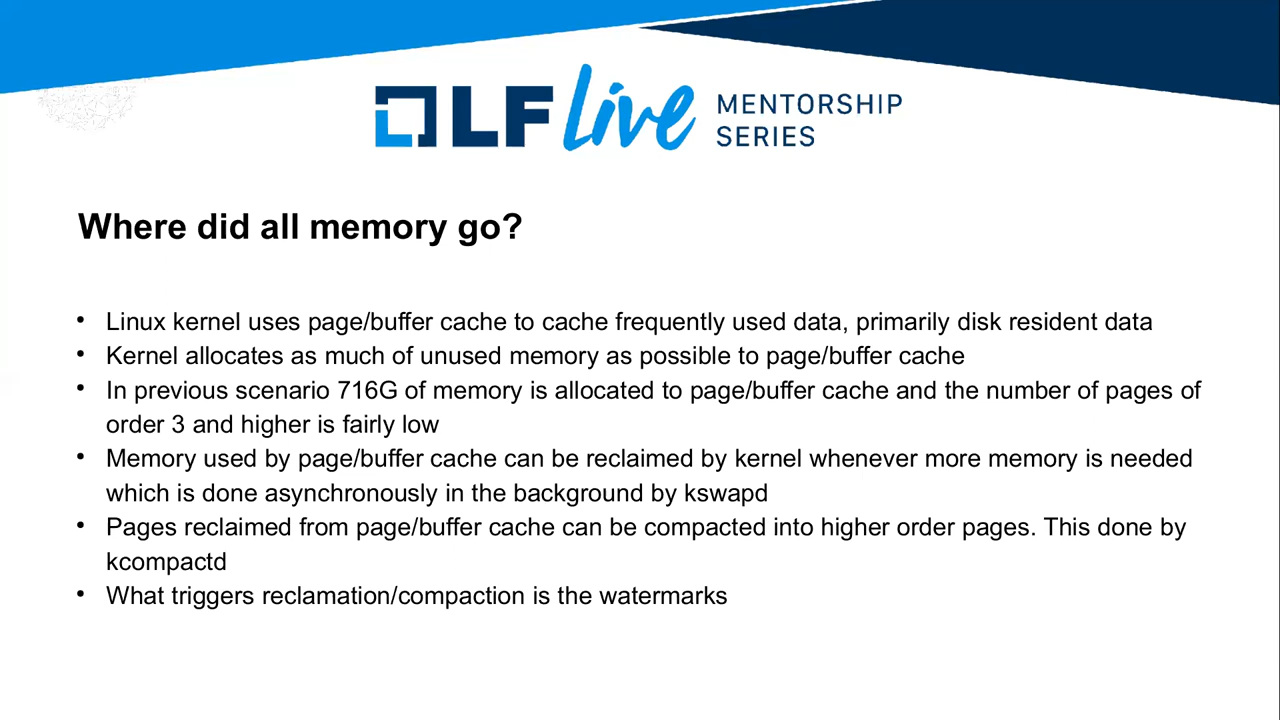 LF Live MENTORSHIP
SERIES
Where did all memory go?
• Linux kernel uses page/buffer cache to cache frequently used data, primarily disk resident data
• Kernel allocates as much of unused memory as possible to page/buffer cache
• In previous scenario 716G of memory is allocated to page/buffer cache and the number of pages of
order 3 and higher is fairly low
• Memory used by page/buffer cache can be reclaimed by kernel whenever more memory is needed
which is done asynchronously in the background by kswapd
• Pages reclaimed from page/buffer cache can be compacted into higher order pages. This done by
kcompactd
• What triggers reclamation/compaction is the watermarks